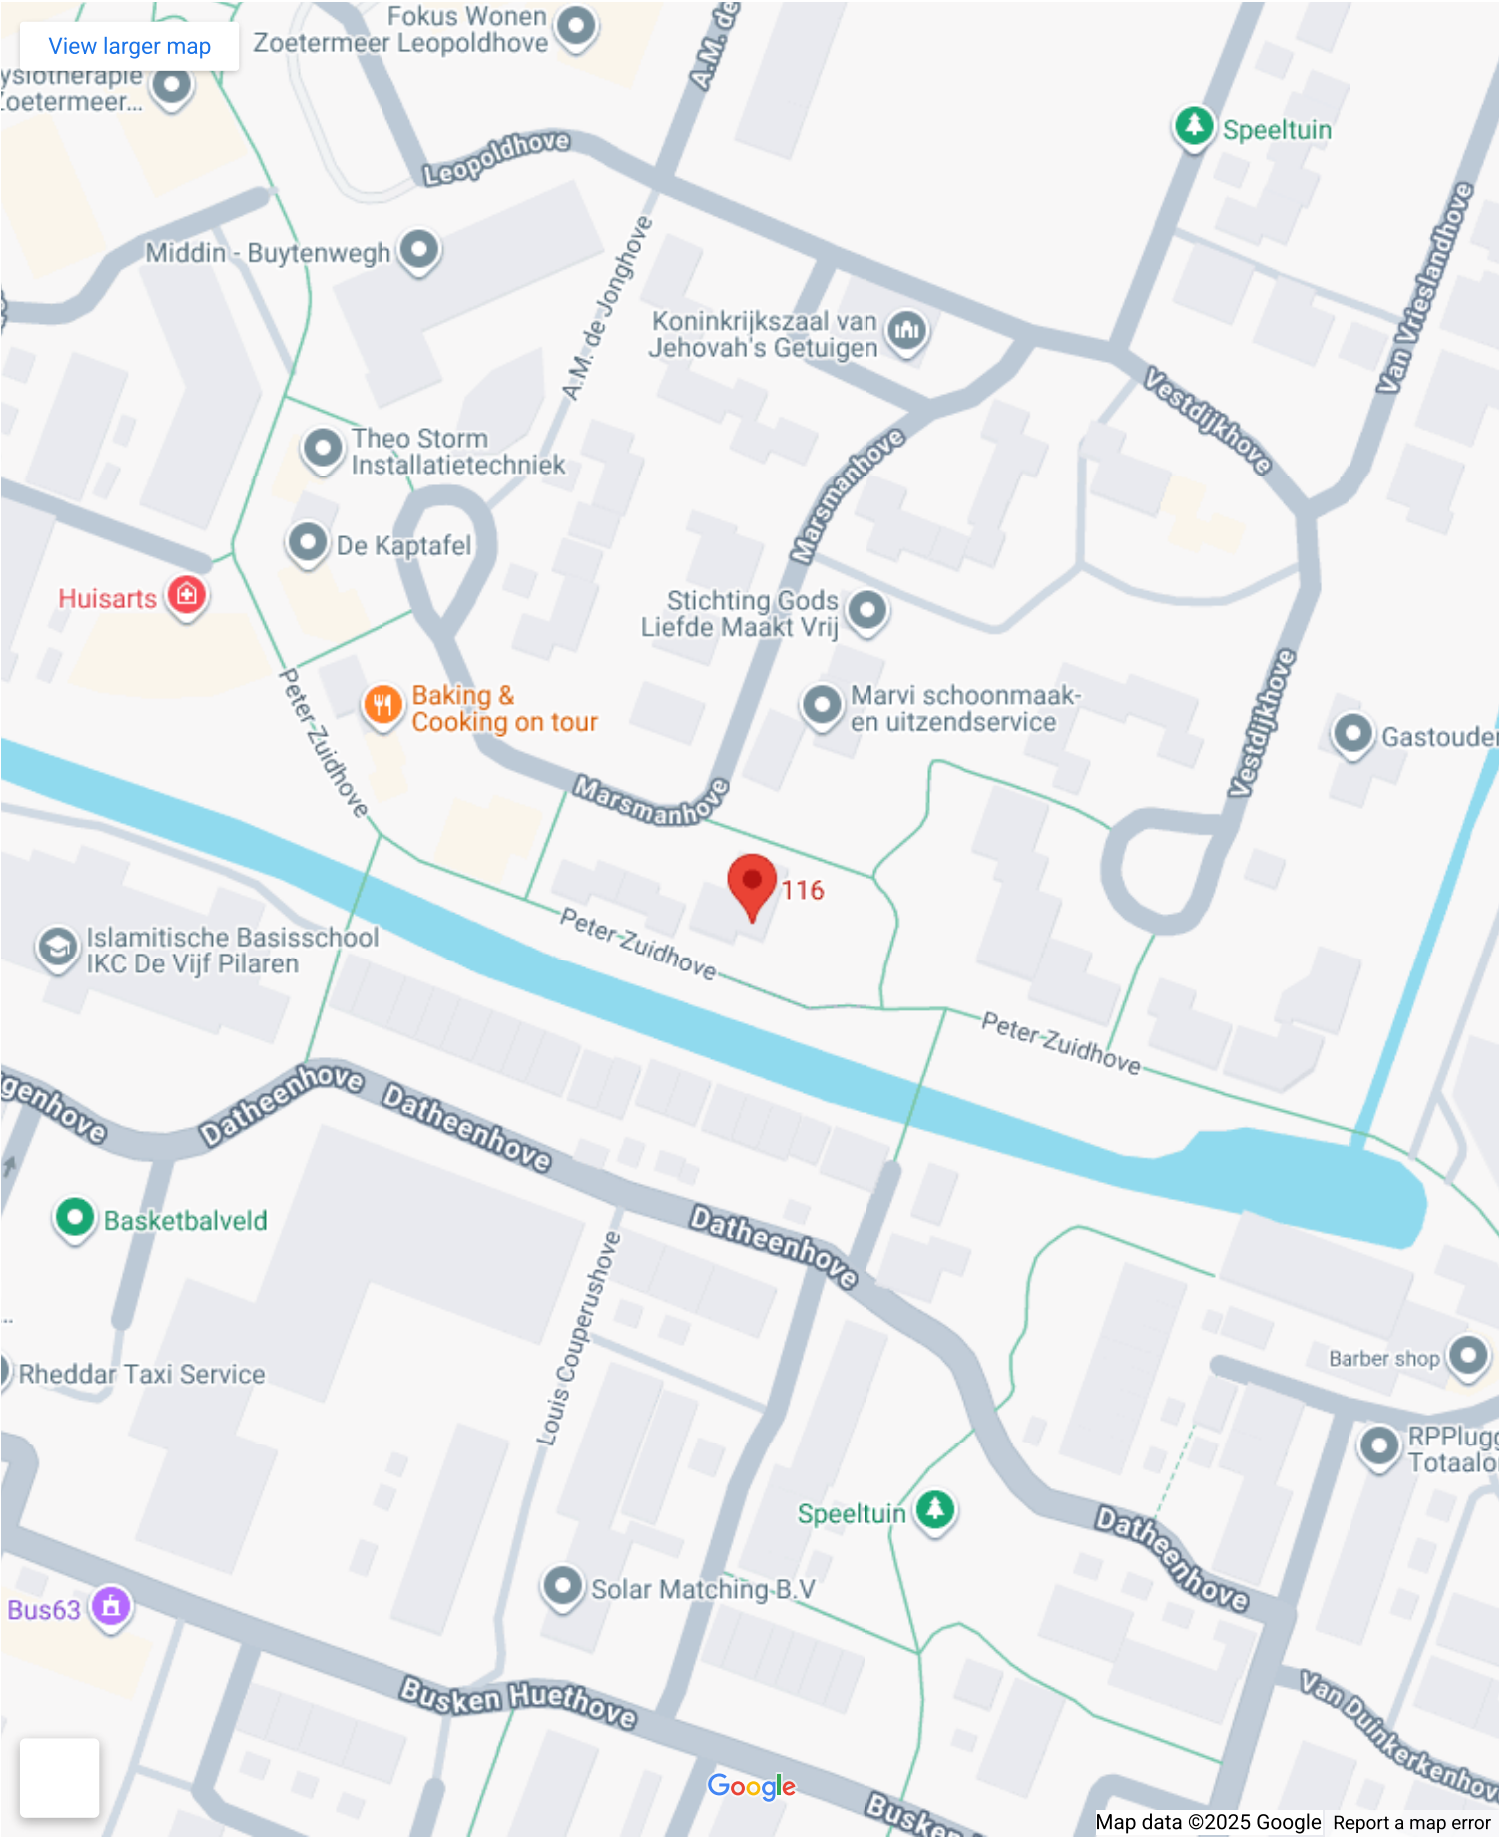 Fokus Wonen
Zoetermeer Leopoldhove
View larger map
A.M. de
ysiotherapie
Zoetermeer...
Speeltuin
Leopoldhove
Middin - Buytenwegh
A.M. de Jonghove
Van Vrieslandhove
Koninkrijkszaal van
Jehovah's Getuigen
Vestdijkhove
Theo Storm
Installatietechniek
Marsmanhove
De Kaptafel
Huisarts
Stichting Gods
Liefde Maakt Vrij
Peter Zuidhove
Baking &
Cooking on tour
Marvi schoonmaak-
en uitzendservice
Vestdijkhove
Gastouder
Marsmanhove
116
Peter Zuidhove
Islamitische Basisschool
IKC De Vijf Pilaren
Peter Zuidhove
genhove
Datheenhove
Datheenhove
Basketbalveld
Datheenhove
Louis Couperushove
...
Rheddar Taxi Service
Barber shop
RPPlugg
Totaalo
Speeltuin
Datheenhove
Solar Matching B.V
Bus63
Busken Huethove
Van Duinkerkenhov
Google
Busken
Map data ©2025 Google
Report a map error